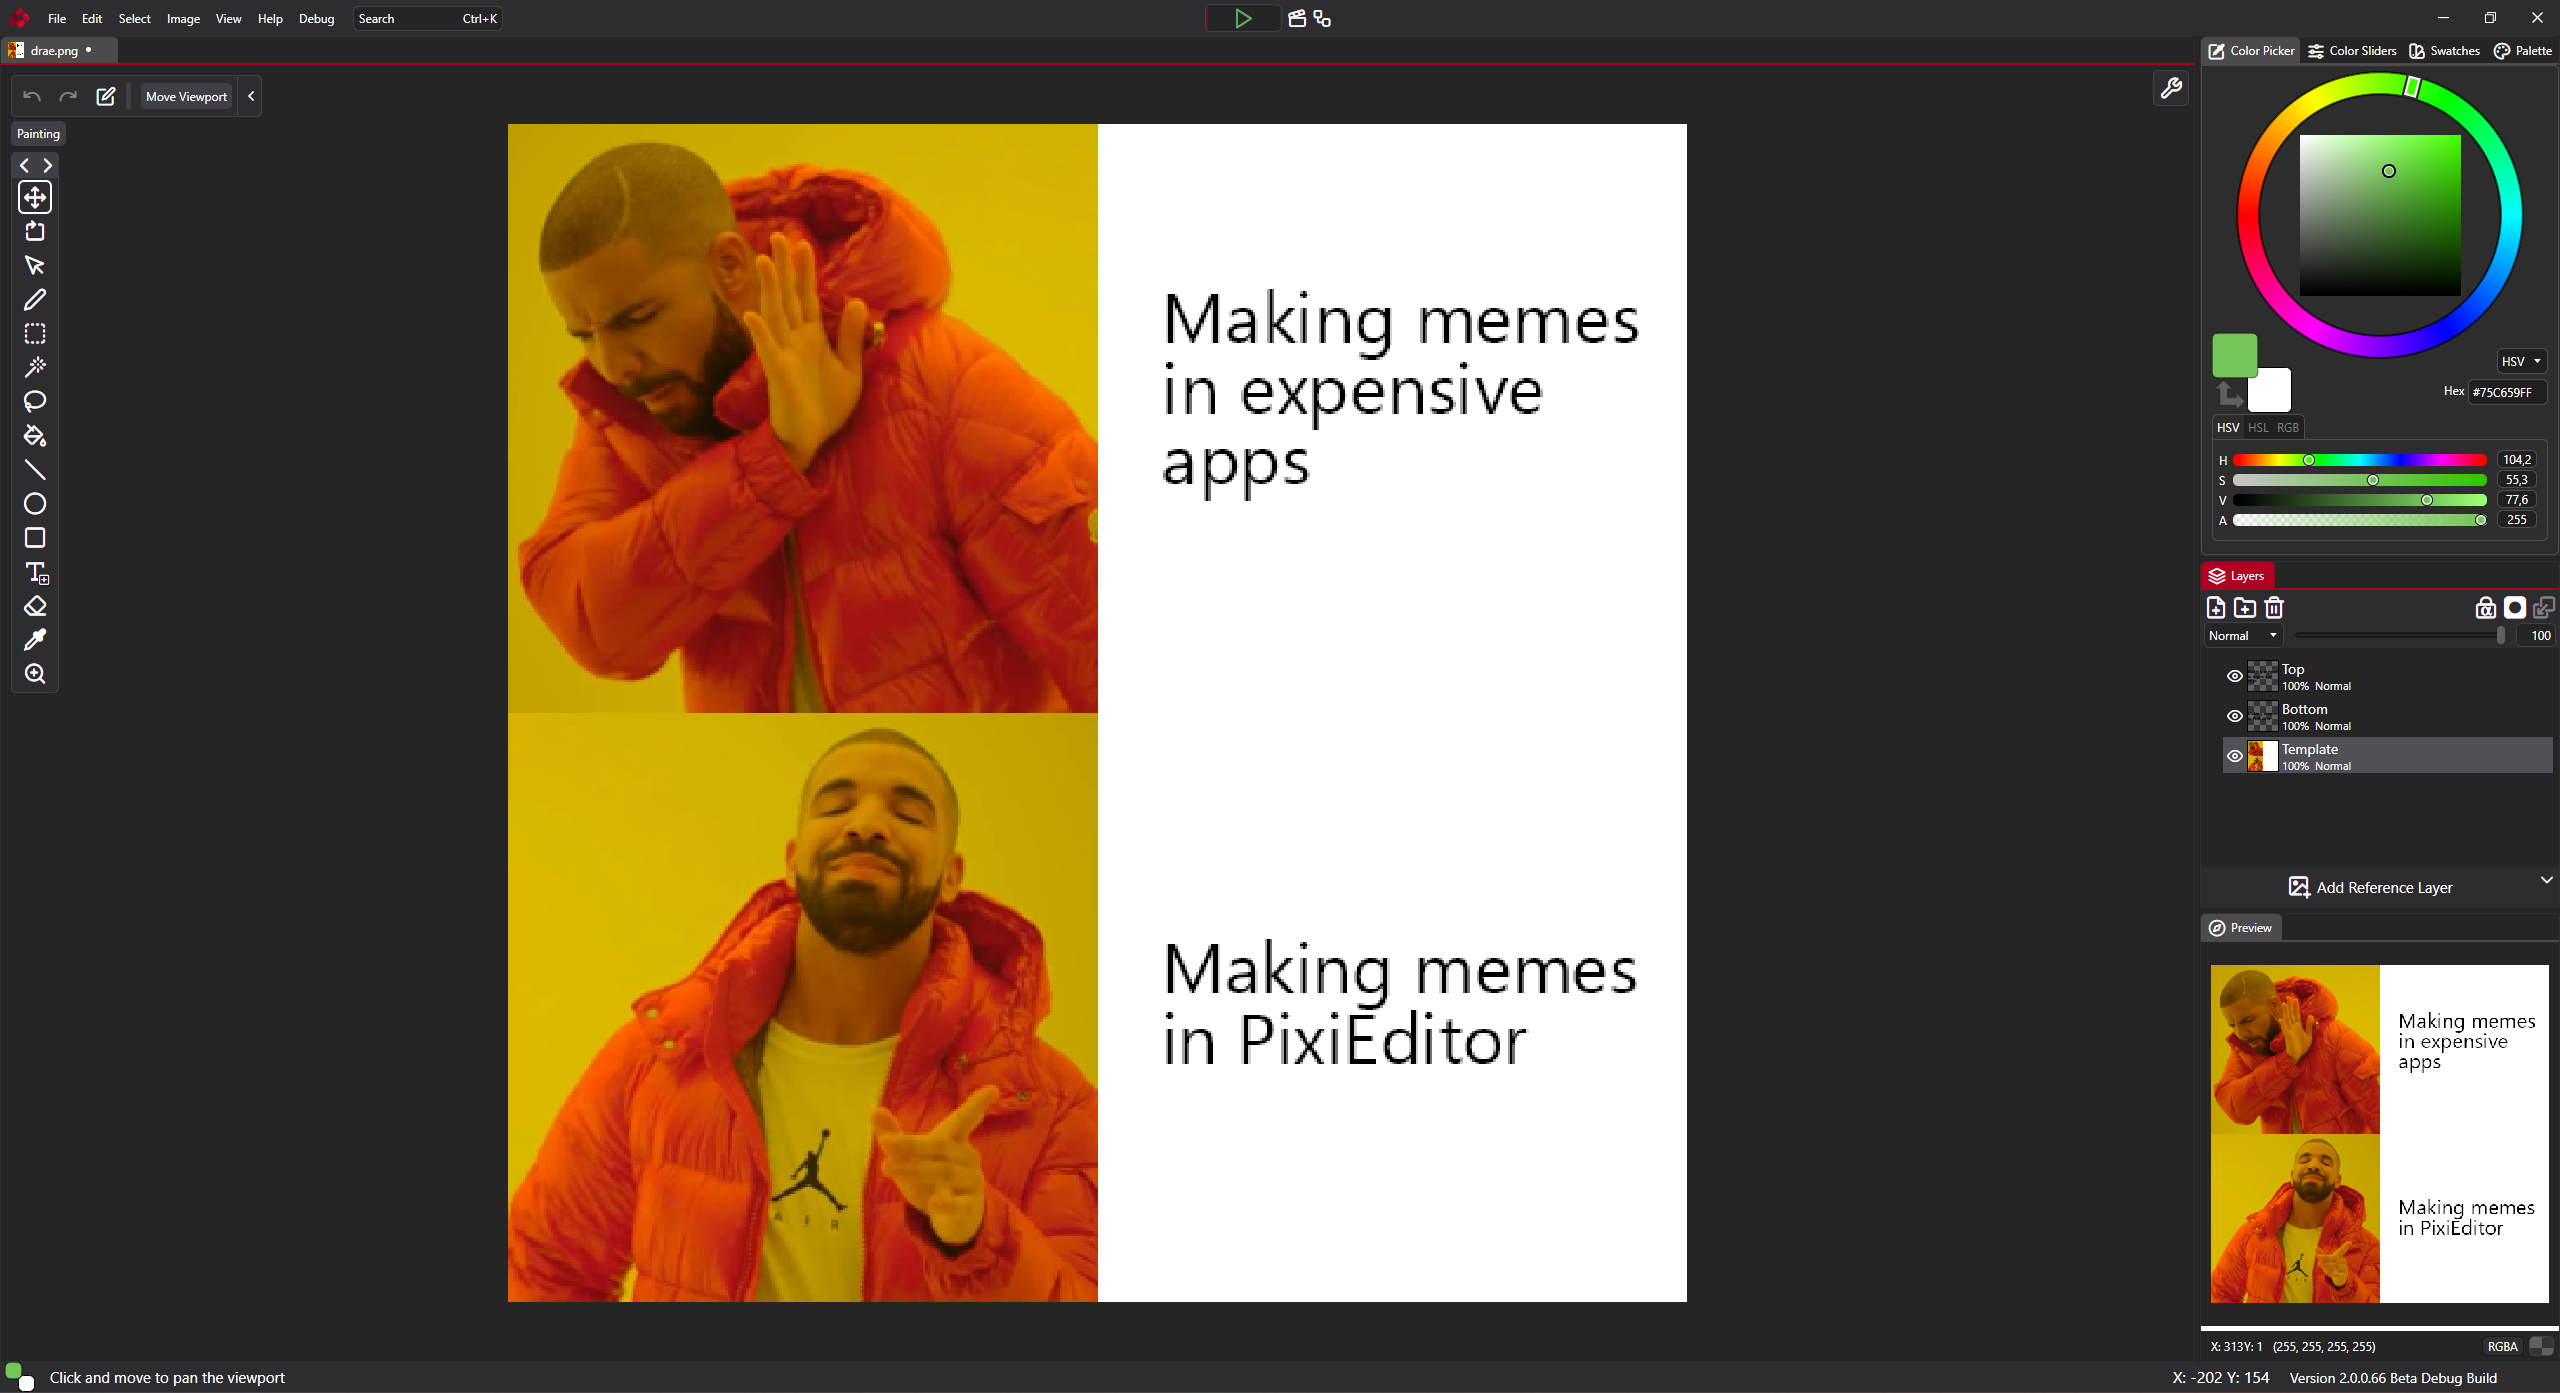 File Edit Select Image View Help Debug Search Ctrl+K
drae.png
Color Picker Color Sliders Swatches Palette
Move Viewport
Painting
Making memes
in expensive
apps
AIR
Making memes
in PixiEditor
HSV
Hex #75C659FF
HSV HSL RGB
H 104,2
S 55,3
V 77,6
A 255
Layers
Normal 100
Top
100% Normal
Bottom
100% Normal
Template
100% Normal
Add Reference Layer
Preview
Making memes
in expensive
apps
Making memes
in PixiEditor
X: 313Y: 1 (255, 255, 255, 255) RGBA
Click and move to pan the viewport
X: -202 Y: 154 Version 2.0.0.66 Beta Debug Build